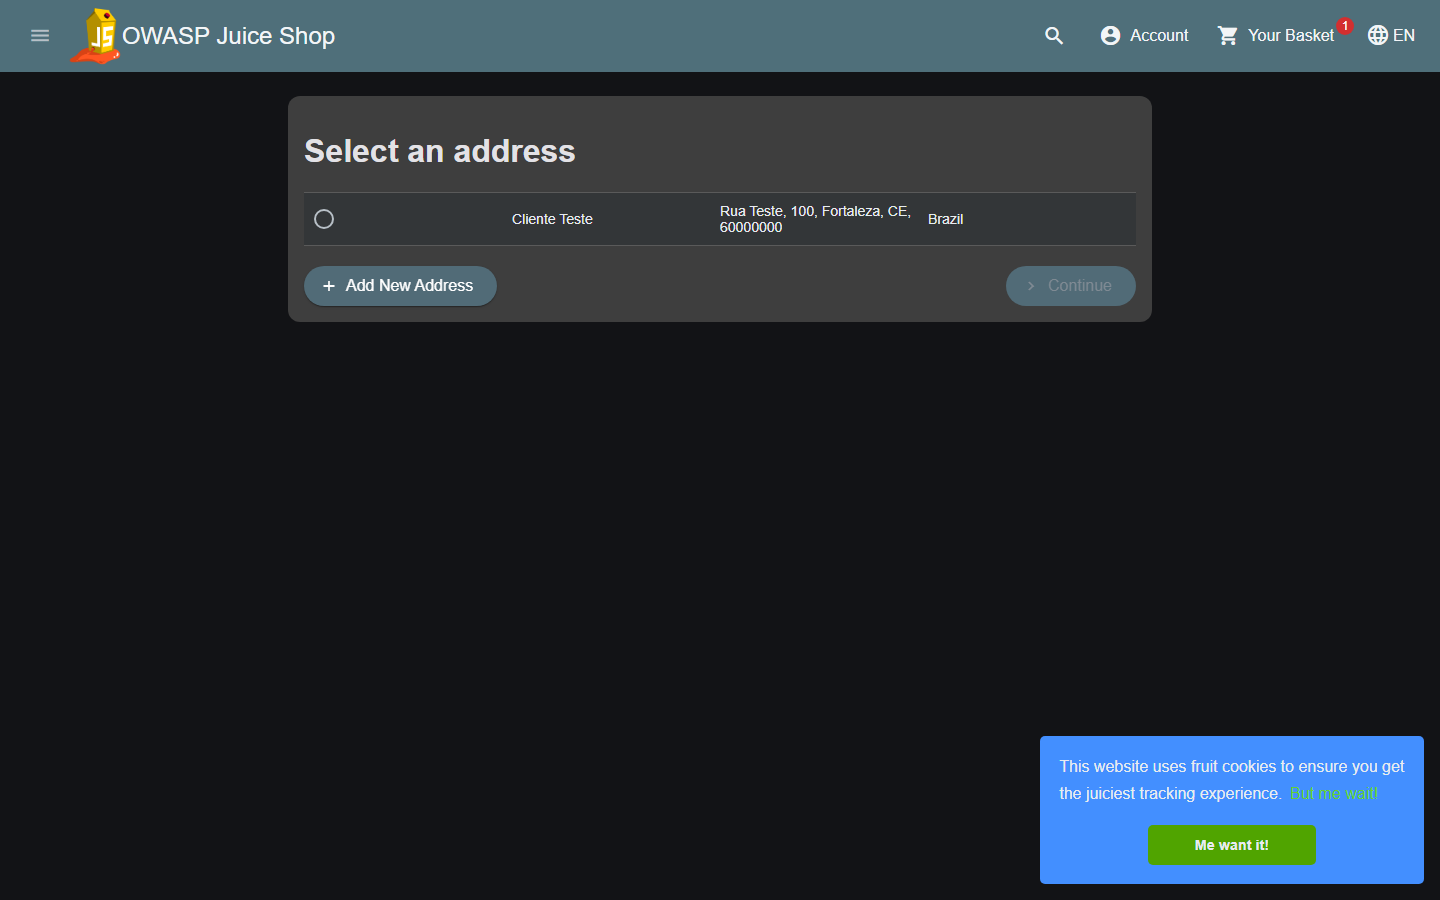 OWASP Juice Shop
Account
Your Basket
1
EN
Select an address
Cliente Teste
Rua Teste, 100, Fortaleza, CE,
60000000
Brazil
Add New Address
Continue
This website uses fruit cookies to ensure you get
the juiciest tracking experience. But me wait!
Me want it!